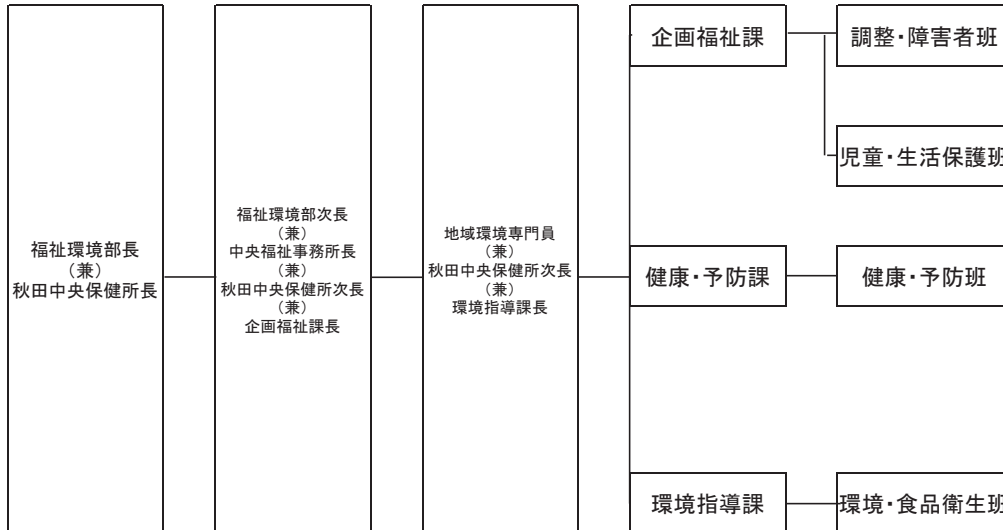 福祉環境部長
（兼）
秋田中央保健所長
福祉環境部次長
（兼）
中央福祉事務所長
（兼）
秋田中央保健所次長
（兼）
企画福祉課長
地域環境専門員
（兼）
秋田中央保健所次長
（兼）
環境指導課長
企画福祉課
調整・障害者班
児童・生活保護班
健康・予防課
健康・予防班
環境指導課
環境・食品衛生班